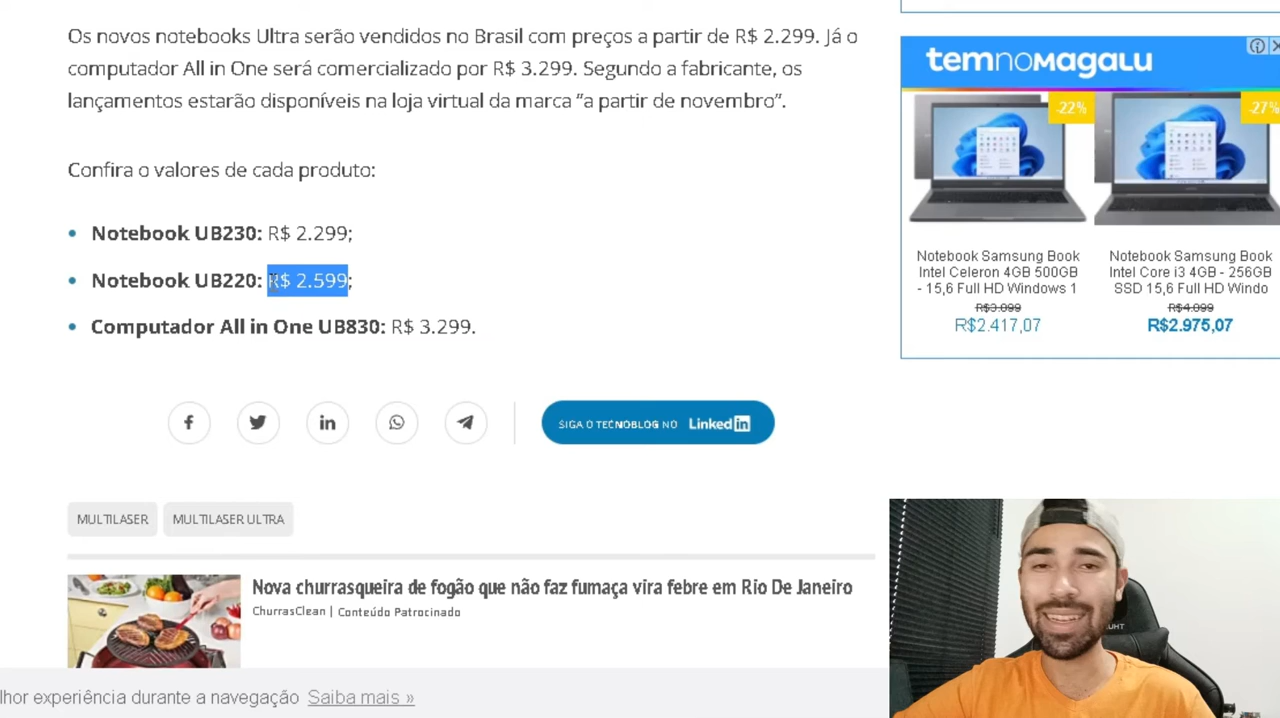 Os novos notebooks Ultra serão vendidos no Brasil com preços a partir de R$ 2.299. Já o
computador All in One será comercializado por R$ 3.299. Segundo a fabricante, os
lançamentos estarão disponíveis na loja virtual da marca “a partir de novembro”.
Confira o valores de cada produto:
Notebook UB230: R$ 2.299;
Notebook UB220: R$ 2.599;
Computador All in One UB830: R$ 3.299.
SIGA O TECNOBLOG NO LinkedIn
MULTILASER
MULTILASER ULTRA
Nova churrasqueira de fogão que não faz fumaça vira febre em Rio De Janeiro
ChurrasClean | Conteúdo Patrocinado
lhor experiência durante a navegação Saiba mais »
temnomagalu
-22%
Notebook Samsung Book
Intel Celeron 4GB 500GB
- 15,6 Full HD Windows 1
R$3.099
R$2.417,07
-27%
Notebook Samsung Book
Intel Core i3 4GB - 256GB
SSD 15,6 Full HD Windo
R$4.099
R$2.975,07